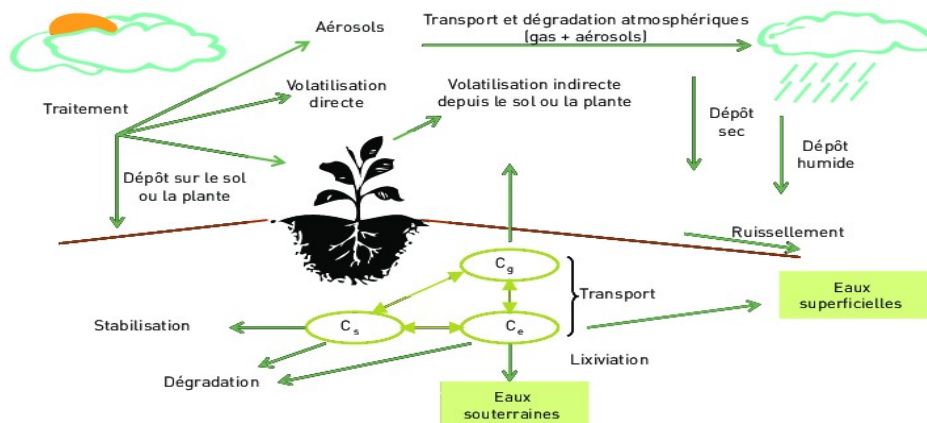 Aérosols
Transport et dégradation atmosphériques
(gas + aérosols)
Traitement
Volatilisation
directe
Volatilisation indirecte
depuis le sol ou la plante
Dépôt
sec
Dépôt
humide
Dépôt sur le sol
ou la plante
Ruissellement
Cg
Transport
Eaux
superficielles
Stabilisation
Cs
Ce
Lixiviation
Dégradation
Eaux
souterraines